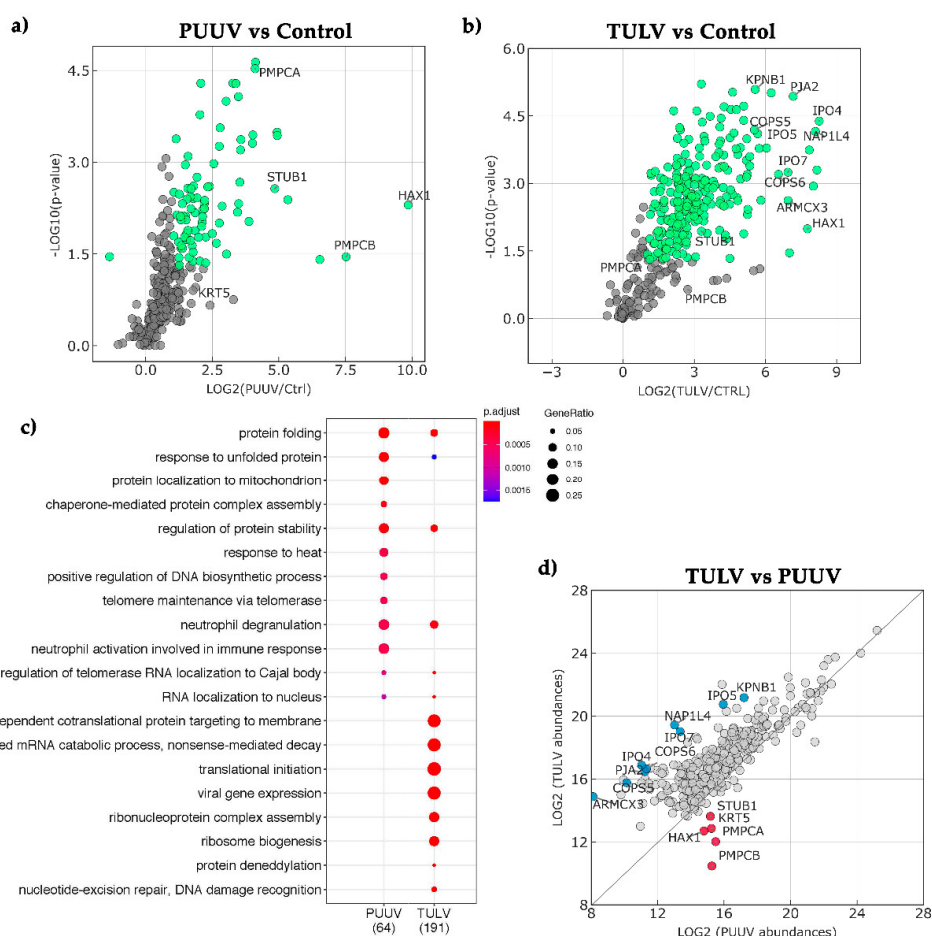 a)
PUUV vs Control
4.5
3.0
1.5
0.0
-LOG10(p-value)
PMPCA
STUB1
HAX1
PMPCB
KRT5
0.0
2.5
5.0
7.5
10.0
LOG2(PUUV/Ctrl)
b)
TULV vs Control
6.0
4.5
3.0
1.5
0.0
-LOG10(p-value)
KPNB1
PJA2
IPO4
COPS5
IPO5
NAP1L4
IPO7
COPS6
ARMCX3
HAX1
STUB1
PMPCA
PMPCB
−3
0
3
6
9
LOG2(TULV/CTRL)
c)
protein folding
response to unfolded protein
protein localization to mitochondrion
chaperone-mediated protein complex assembly
regulation of protein stability
response to heat
positive regulation of DNA biosynthetic process
telomere maintenance via telomerase
neutrophil degranulation
neutrophil activation involved in immune response
regulation of telomerase RNA localization to Cajal body
RNA localization to nucleus
ependent cotranslational protein targeting to membrane
ed mRNA catabolic process, nonsense-mediated decay
translational initiation
viral gene expression
ribonucleoprotein complex assembly
ribosome biogenesis
protein deneddylation
nucleotide-excision repair, DNA damage recognition
PUUV
(64)
TULV
(191)
p.adjust
0.0005
0.0010
0.0015
GeneRatio
0.05
0.10
0.15
0.20
0.25
d)
TULV vs PUUV
28
24
20
16
12
8
LOG2 (TULV abundances)
KPNB1
IPO5
NAP1L4
IPO7
COPS6
IPO4
PJA2
COPS5
ARMCX3
STUB1
KRT5
HAX1
PMPCA
PMPCB
8
12
16
20
24
28
LOG2 (PUUV abundances)